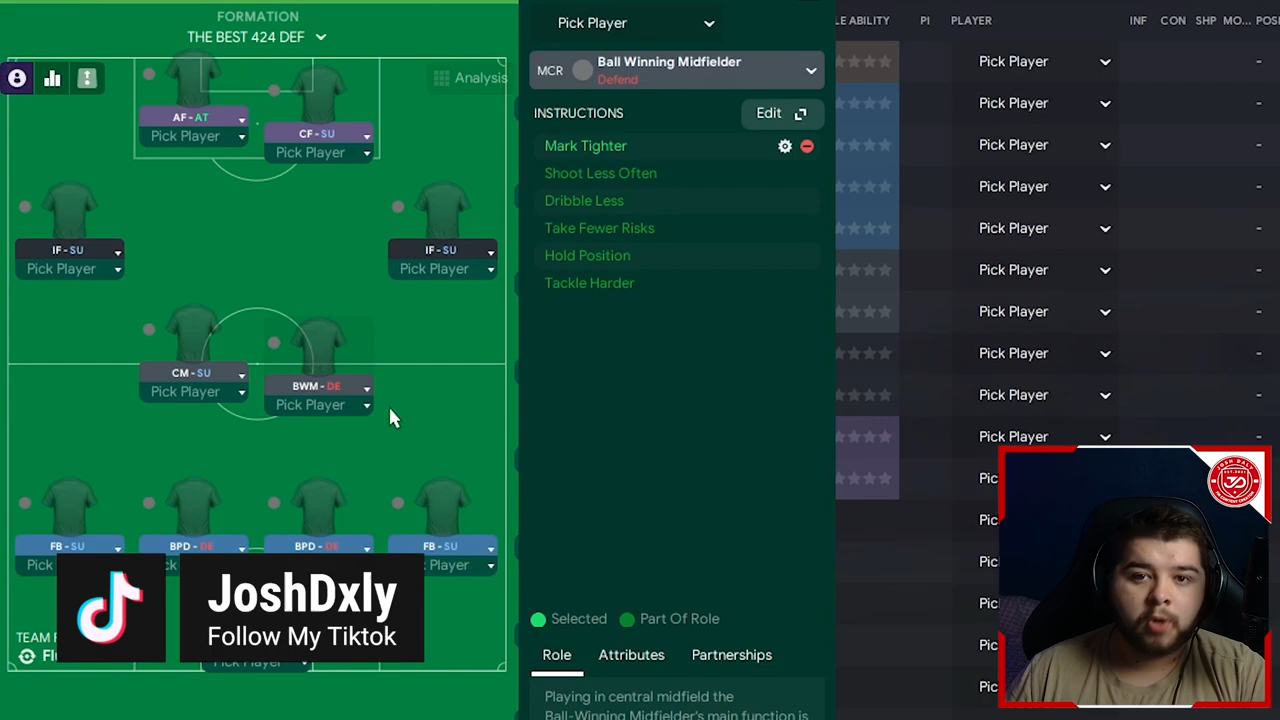 FORMATION
THE BEST 424 DEF
Analysis
AF - AT
Pick Player
CF - SU
Pick Player
IF - SU
Pick Player
IF - SU
Pick Player
CM - SU
Pick Player
BWM - DE
Pick Player
FB - SU
BPD - DE
BPD - DE
FB - SU
Player
JoshDxly
Follow My Tiktok
Pick Player
Pick Player
MCR
Ball Winning Midfielder
Defend
INSTRUCTIONS
Edit
Mark Tighter
Shoot Less Often
Dribble Less
Take Fewer Risks
Hold Position
Tackle Harder
Selected
Part Of Role
Role
Attributes
Partnerships
Playing in central midfield the
Ball-Winning Midfielder's main function is
ABILITY
PI
PLAYER
INF
CON
SHP
MO...
Pick Player -
Pick Player -
Pick Player -
Pick Player -
Pick Player -
Pick Player -
Pick Player -
Pick Player -
Pick Player -
Pick Player -
JOSH DALY
JD